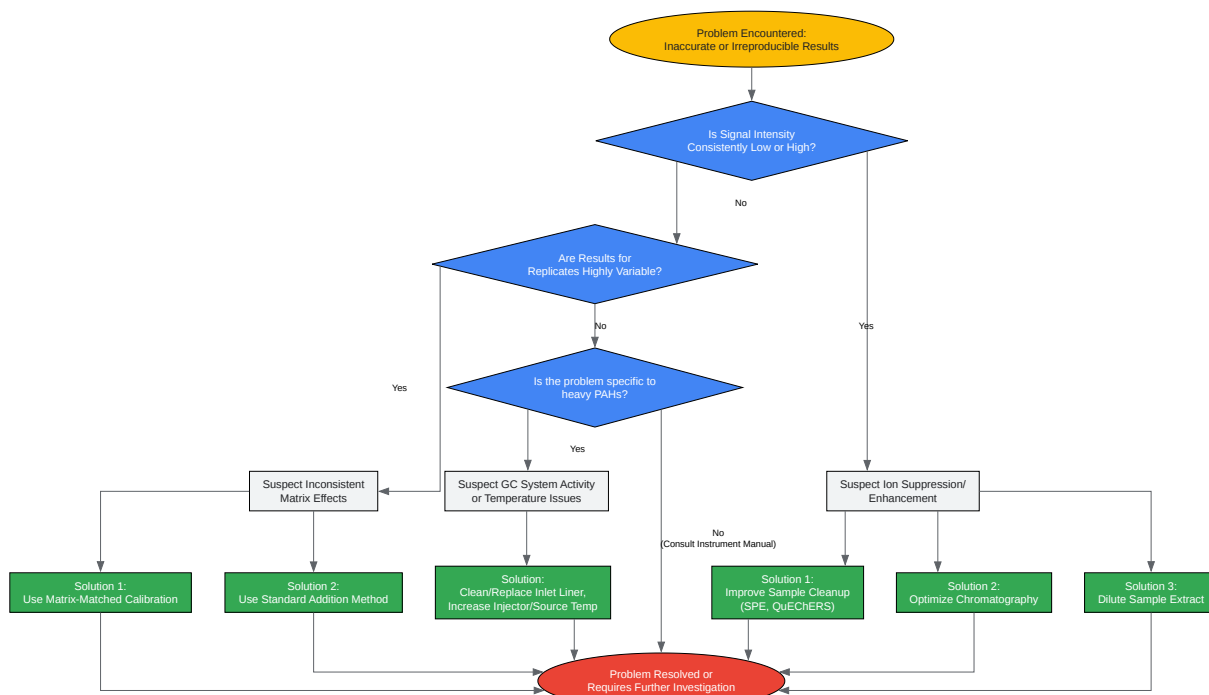 Problem Encountered:
Inaccurate or Irreproducible Results
Is Signal Intensity
Consistently Low or High?
No
Are Results for
Replicates Highly Variable?
No
Yes
Is the problem specific to
heavy PAHs?
Yes
Yes
Suspect Inconsistent
Matrix Effects
Suspect GC System Activity
or Temperature Issues
Suspect Ion Suppression/
Enhancement
No
(Consult Instrument Manual)
Solution 1:
Use Matrix-Matched Calibration
Solution 2:
Use Standard Addition Method
Solution:
Clean/Replace Inlet Liner,
Increase Injector/Source Temp
Solution 1:
Improve Sample Cleanup
(SPE, QuEChERS)
Solution 2:
Optimize Chromatography
Solution 3:
Dilute Sample Extract
Problem Resolved or
Requires Further Investigation